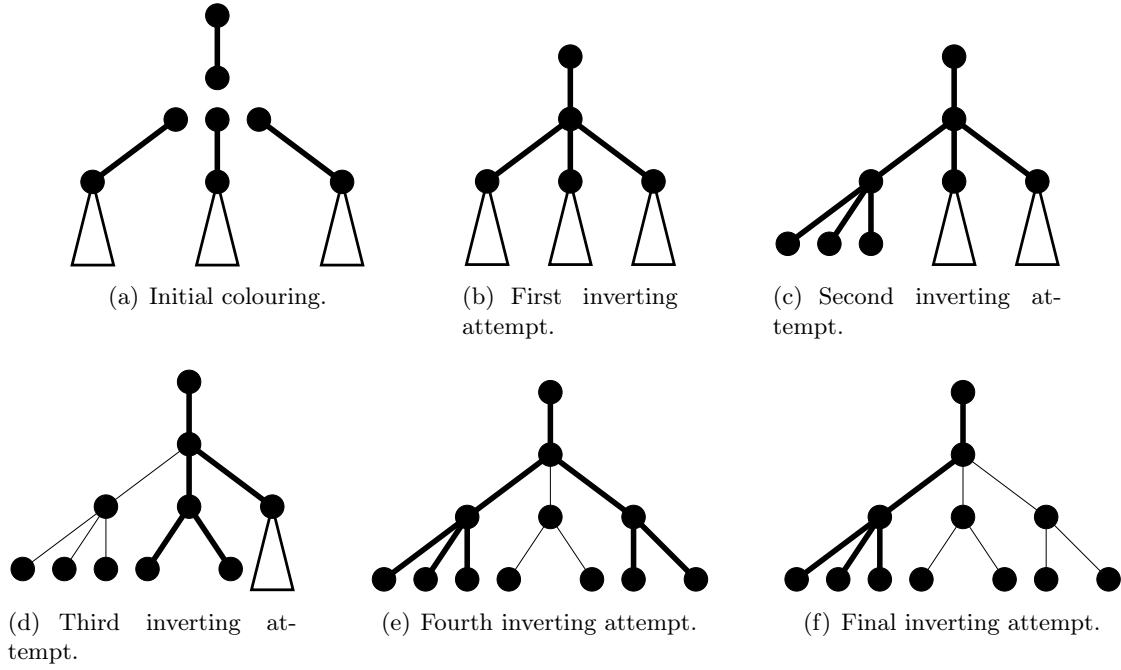 (a) Initial colouring.
(b) First inverting
attempt.
(c) Second inverting at-
tempt.
(d) Third inverting at-
tempt.
(e) Fourth inverting attempt.
(f) Final inverting attempt.